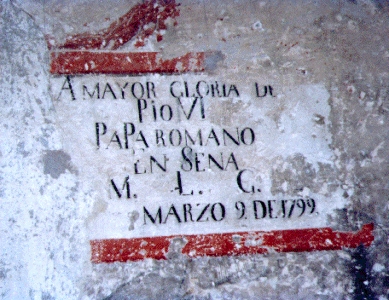 A MAYOR GLORIA DE
PIO VI
PAPA ROMANO
EN SENA
M. L. C.
MARZO 9. DE 1799.